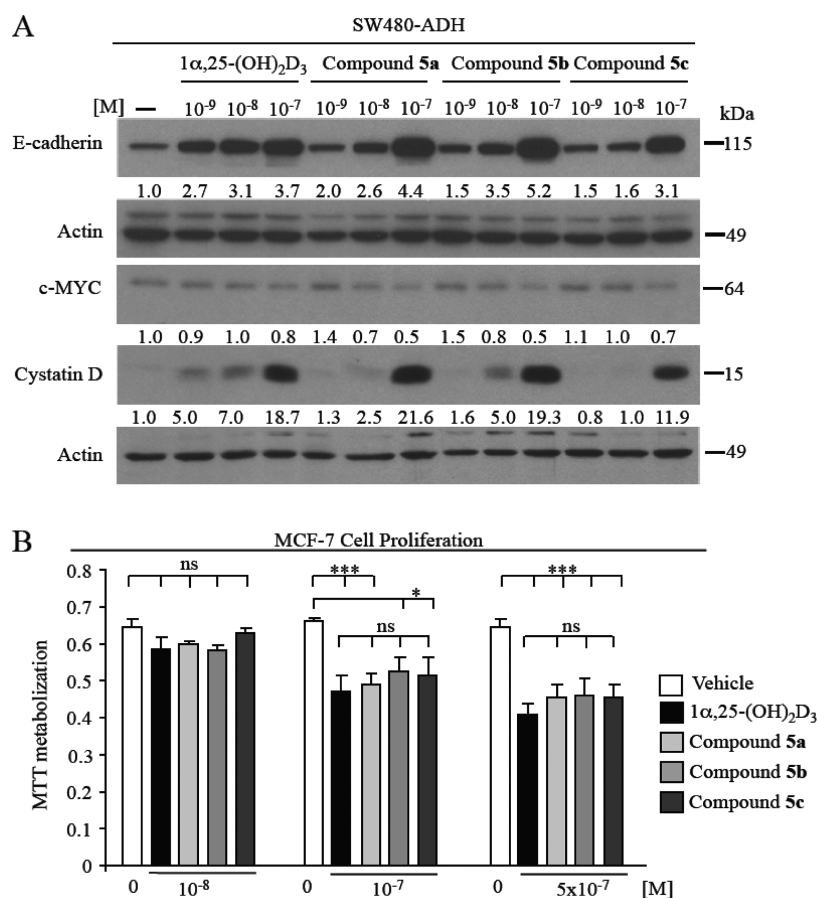 A
SW480-ADH
1α,25-(OH)₂D₃ Compound 5a Compound 5b Compound 5c
[M] — 10⁻⁹ 10⁻⁸ 10⁻⁷ 10⁻⁹ 10⁻⁸ 10⁻⁷ 10⁻⁹ 10⁻⁸ 10⁻⁷ 10⁻⁹ 10⁻⁸ 10⁻⁷ kDa
E-cadherin 115
1.0 2.7 3.1 3.7 2.0 2.6 4.4 1.5 3.5 5.2 1.5 1.6 3.1
Actin 49
c-MYC 64
1.0 0.9 1.0 0.8 1.4 0.7 0.5 1.5 0.8 0.5 1.1 1.0 0.7
Cystatin D 15
1.0 5.0 7.0 18.7 1.3 2.5 21.6 1.6 5.0 19.3 0.8 1.0 11.9
Actin 49
B
MCF-7 Cell Proliferation
MTT metabolization
0.8
0.7
0.6
0.5
0.4
0.3
0.2
0.1
0
ns
***
*
ns
***
ns
0 10⁻⁸ 0 10⁻⁷ 0 5x10⁻⁷ [M]
Vehicle
1α,25-(OH)₂D₃
Compound 5a
Compound 5b
Compound 5c